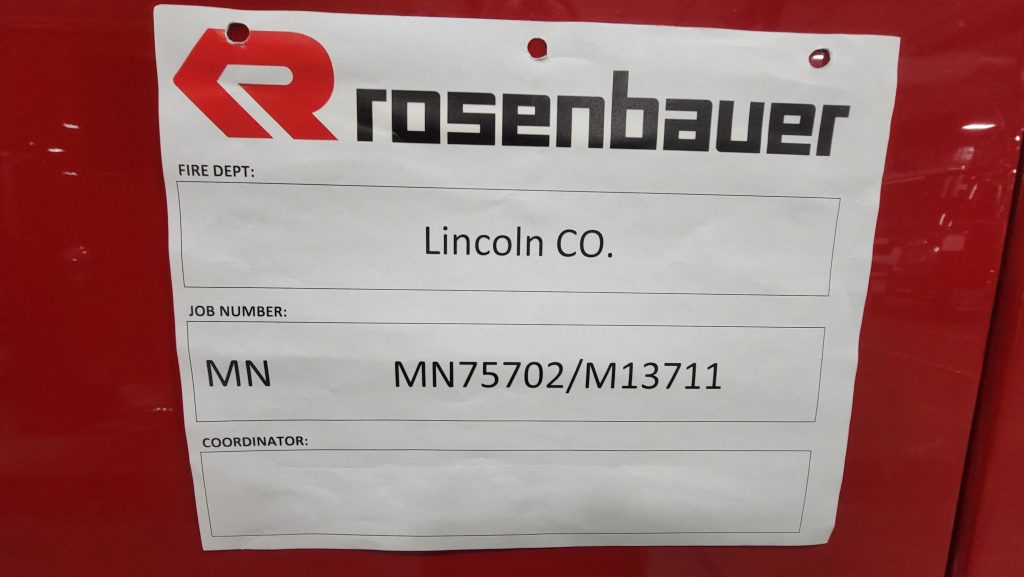 rosenbauer
FIRE DEPT:
Lincoln CO.
JOB NUMBER:
MN MN75702/M13711
COORDINATOR: